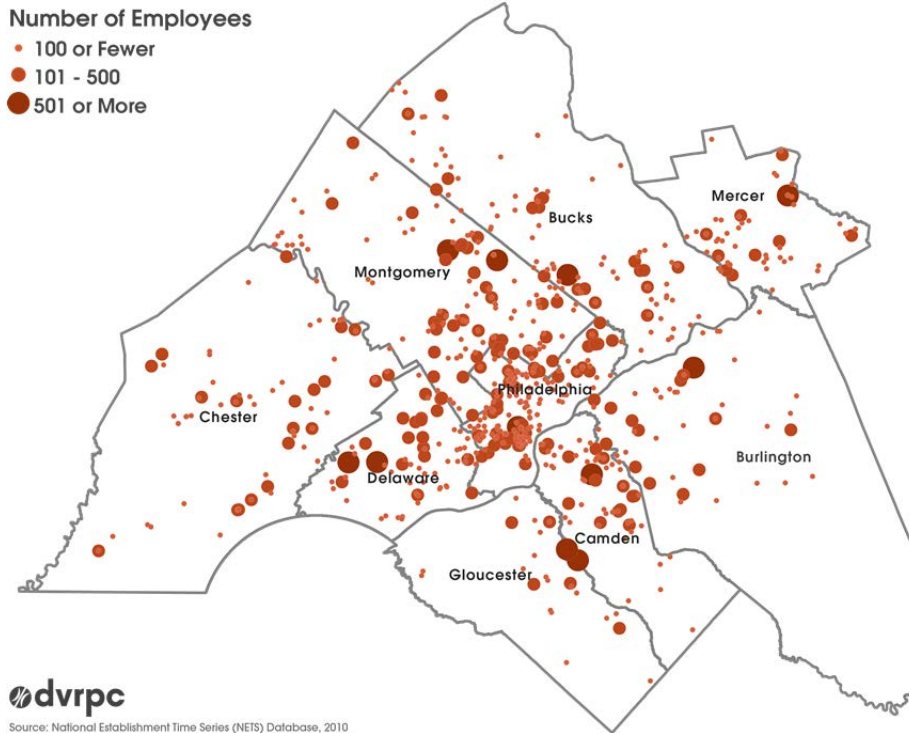 Number of Employees
100 or Fewer
101 - 500
501 or More
Mercer
Bucks
Montgomery
Philadelphia
Chester
Burlington
Delaware
Camden
Gloucester
dvrpc
Source: National Establishment Time Series (NETS) Database, 2010